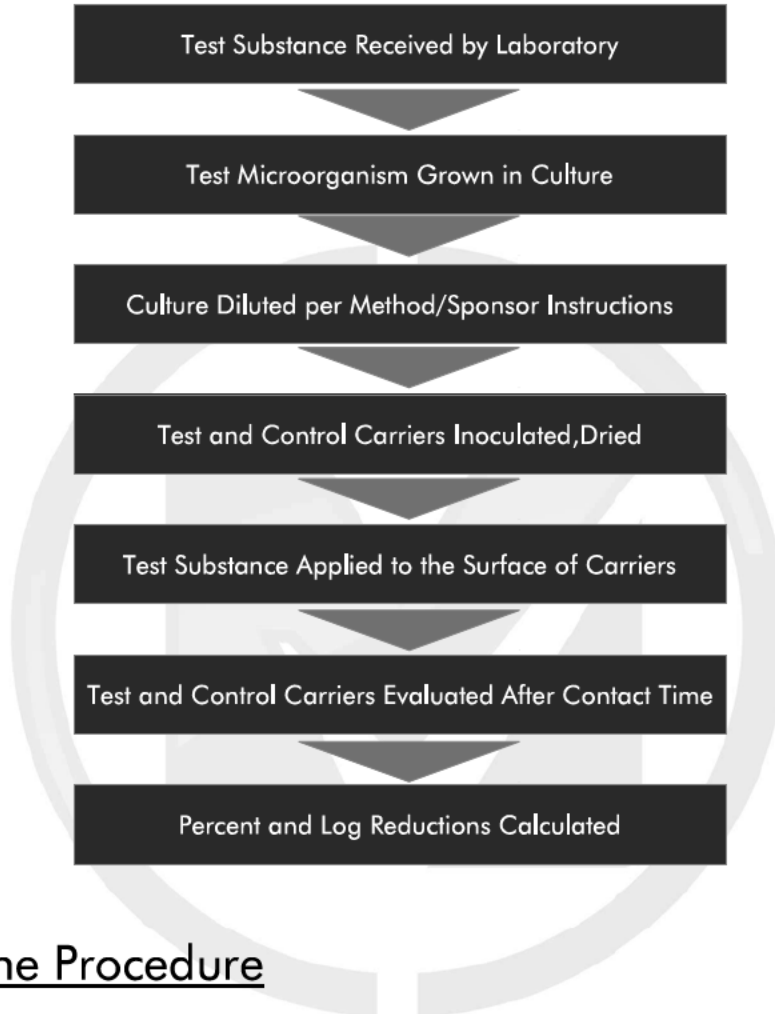 Test Substance Received by Laboratory
Test Microorganism Grown in Culture
Culture Diluted per Method/Sponsor Instructions
Test and Control Carriers Inoculated,Dried
Test Substance Applied to the Surface of Carriers
Test and Control Carriers Evaluated After Contact Time
Percent and Log Reductions Calculated
Procedure